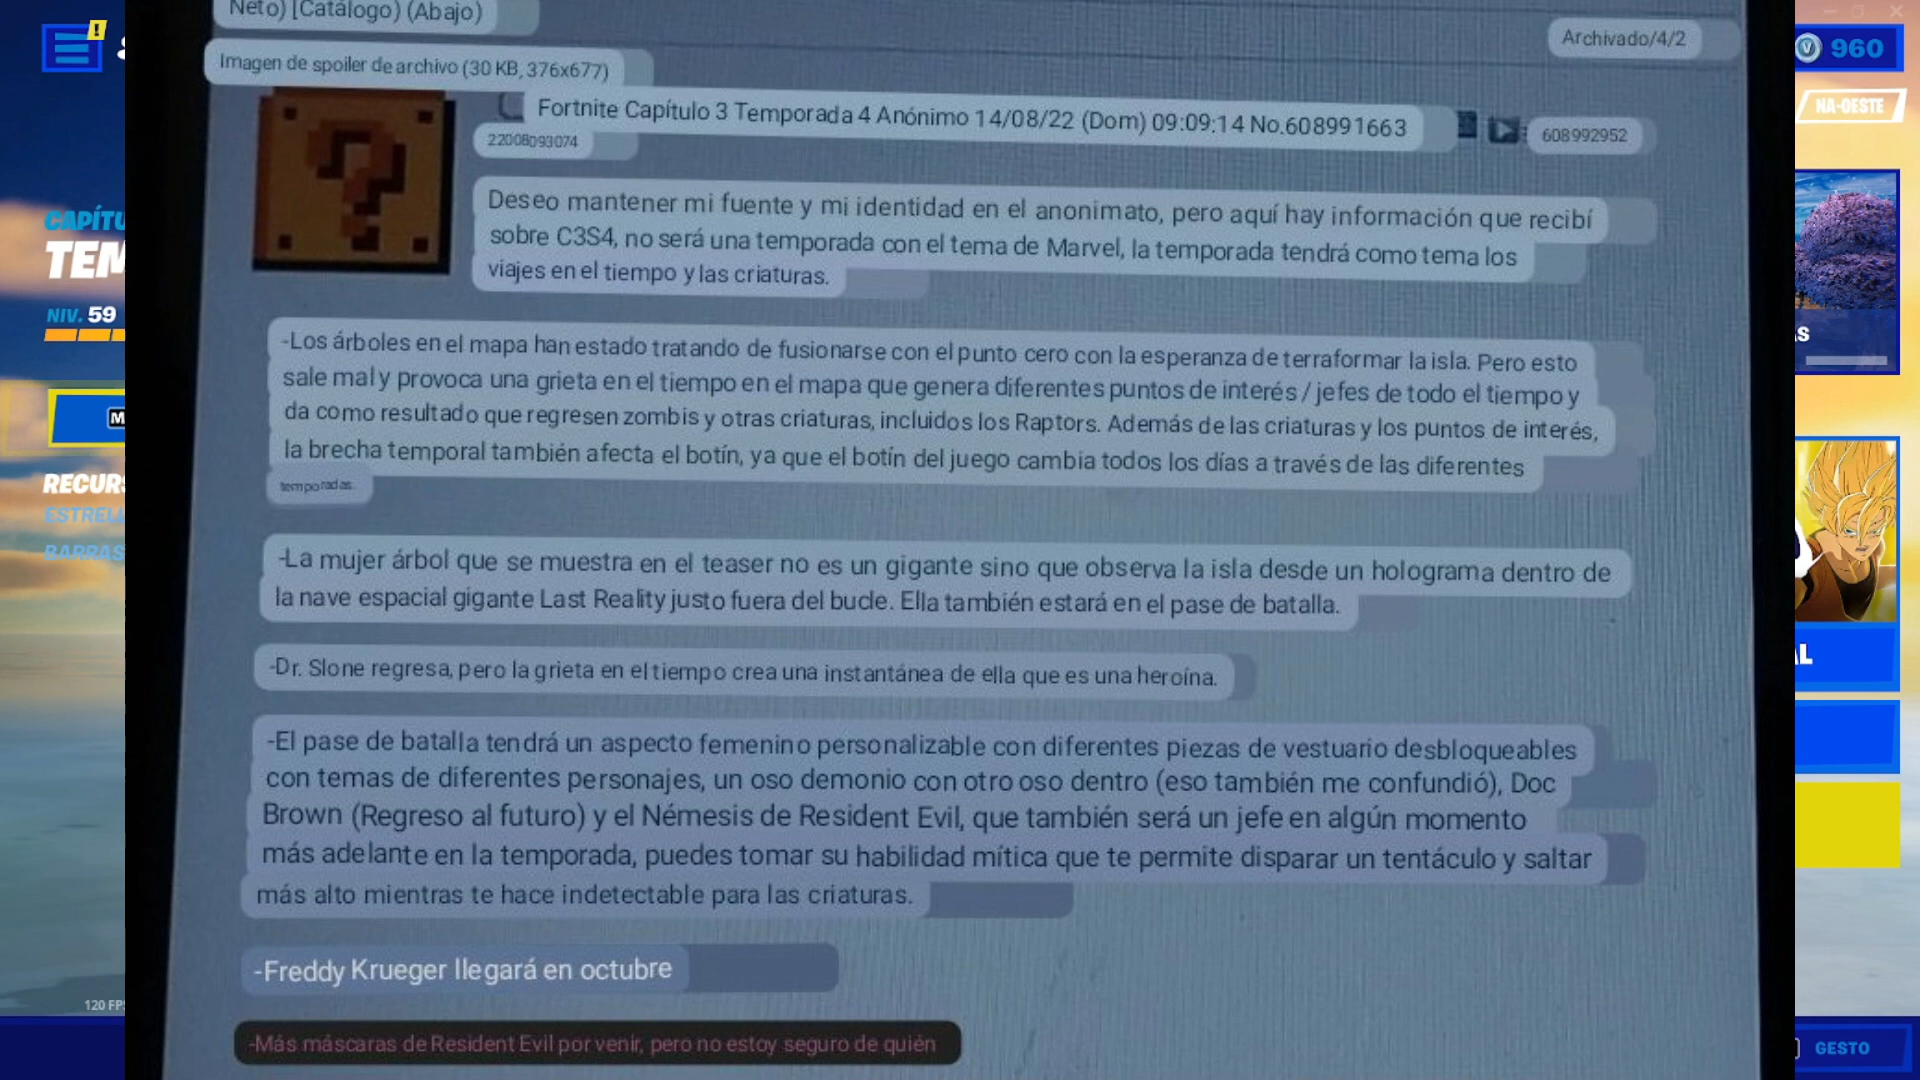 Neto) [Catálogo) (Abajo)
Archivado/4/2
960
Imagen de spoiler de archivo (30 KB, 376x677)
NA-OESTE
Fortnite Capítulo 3 Temporada 4 Anónimo 14/08/22 (Dom) 09:09:14 No.608991663
608992952
22008093074
Deseo mantener mi fuente y mi identidad en el anonimato, pero aquí hay información que recibí
sobre C3S4, no será una temporada con el tema de Marvel, la temporada tendrá como tema los
viajes en el tiempo y las criaturas.
CAPÍTU
TEM
NIV. 59
-Los árboles en el mapa han estado tratando de fusionarse con el punto cero con la esperanza de terraformar la isla. Pero esto
sale mal y provoca una grieta en el tiempo en el mapa que genera diferentes puntos de interés / jefes de todo el tiempo y
da como resultado que regresen zombis y otras criaturas, incluidos los Raptors. Además de las criaturas y los puntos de interés,
la brecha temporal también afecta el botín, ya que el botín del juego cambia todos los días a través de las diferentes
temporadas.
M
RECURS
ESTREL
BARRAS
-La mujer árbol que se muestra en el teaser no es un gigante sino que observa la isla desde un holograma dentro de
la nave espacial gigante Last Reality justo fuera del bucle. Ella también estará en el pase de batalla.
-Dr. Slone regresa, pero la grieta en el tiempo crea una instantánea de ella que es una heroína.
-El pase de batalla tendrá un aspecto femenino personalizable con diferentes piezas de vestuario desbloqueables
con temas de diferentes personajes, un oso demonio con otro oso dentro (eso también me confundió), Doc
Brown (Regreso al futuro) y el Némesis de Resident Evil, que también será un jefe en algún momento
más adelante en la temporada, puedes tomar su habilidad mítica que te permite disparar un tentáculo y saltar
más alto mientras te hace indetectable para las criaturas.
-Freddy Krueger llegará en octubre
-Más máscaras de Resident Evil por venir, pero no estoy seguro de quién
120 FPS
GESTO